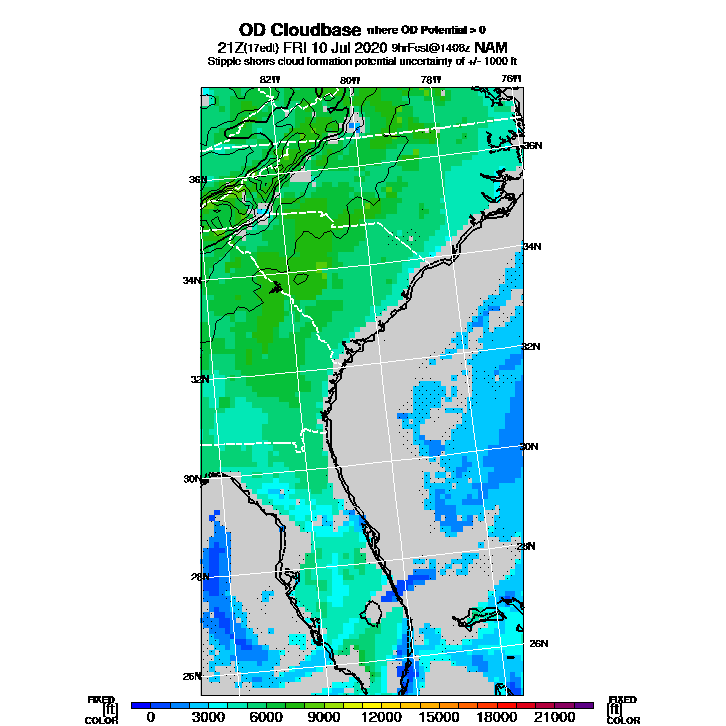 OD Cloudbase where OD Potential > 0
21Z(17edt) FRI 10 Jul 2020 9hrFcst@1408z NAM
Stipple shows cloud formation potential uncertainty of +/- 1000 ft
82W 80W 78W 76W
36N 36N
34N 34N
32N 32N
30N 30N
28N 28N
26N 26N
FIXED FIXED
[ft] [ft]
COLOR COLOR
0 3000 6000 9000 12000 15000 18000 21000